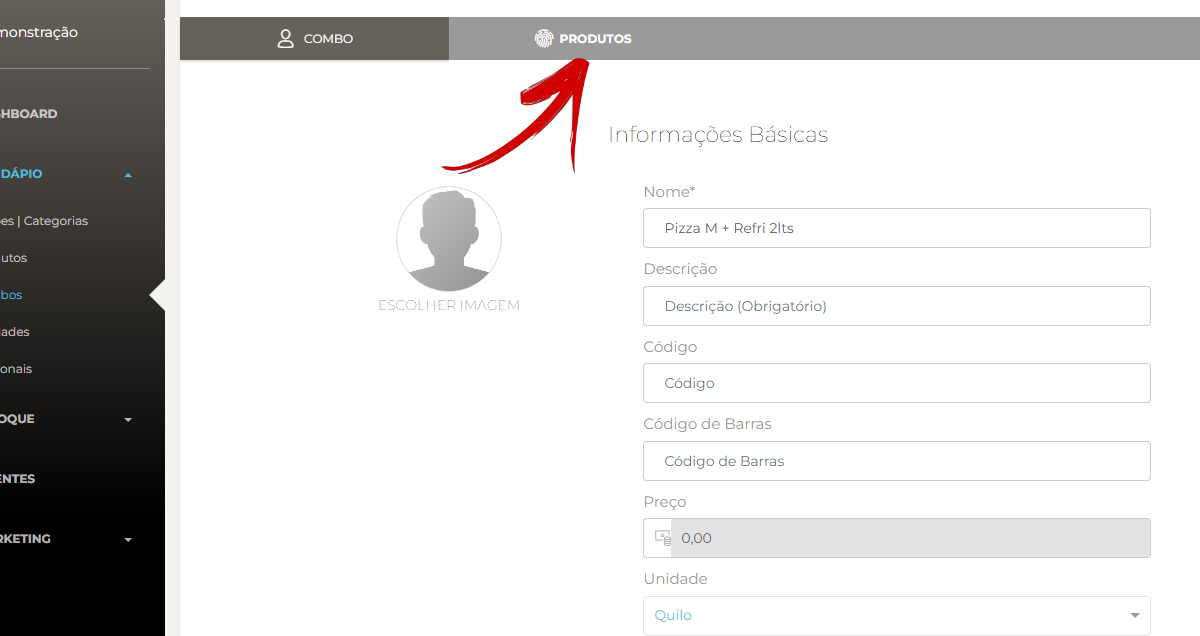 monstração
SHBOARD
DÁPIO
es | Categorias
utos
bos
ades
onais
OQUE
ENTES
RKETING
COMBO
PRODUTOS
Informações Básicas
ESCOLHER IMAGEM
Nome*
Pizza M + Refri 2lts
Descrição
Descrição (Obrigatório)
Código
Código
Código de Barras
Código de Barras
Preço
0,00
Unidade
Quilo